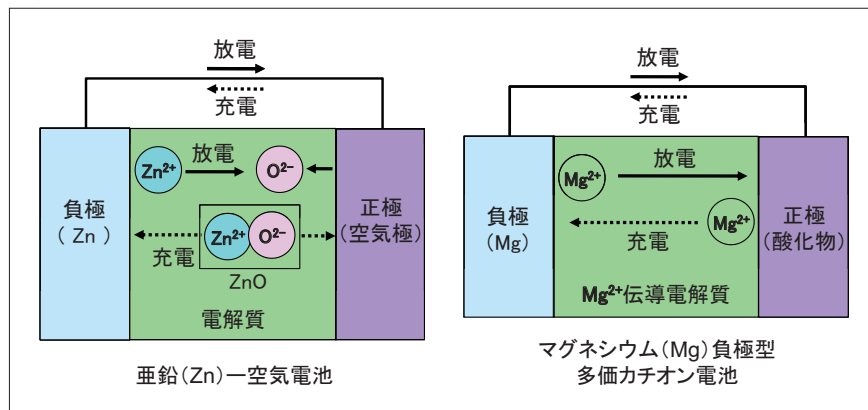 放電
充電
Zn²⁺
放電
O²⁻
負極
( Zn )
正極
(空気極)
充電
Zn²⁺
O²⁻
ZnO
電解質
亜鉛(Zn)ー空気電池
放電
充電
Mg²⁺
放電
負極
(Mg)
Mg²⁺
充電
正極
(酸化物)
Mg²⁺伝導電解質
マグネシウム(Mg)負極型
多価カチオン電池